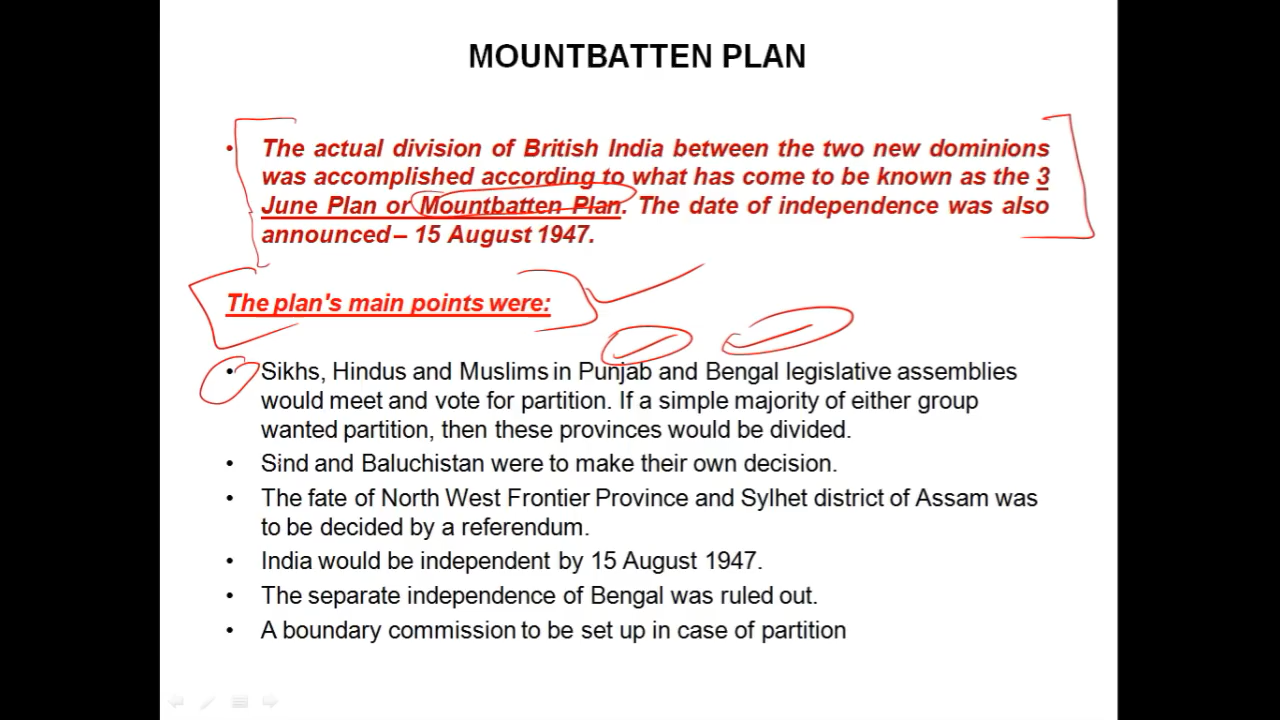 MOUNTBATTEN PLAN
• The actual division of British India between the two new dominions
was accomplished according to what has come to be known as the 3
June Plan or Mountbatten Plan. The date of independence was also
announced – 15 August 1947.
The plan's main points were:
• Sikhs, Hindus and Muslims in Punjab and Bengal legislative assemblies
would meet and vote for partition. If a simple majority of either group
wanted partition, then these provinces would be divided.
• Sind and Baluchistan were to make their own decision.
• The fate of North West Frontier Province and Sylhet district of Assam was
to be decided by a referendum.
• India would be independent by 15 August 1947.
• The separate independence of Bengal was ruled out.
• A boundary commission to be set up in case of partition